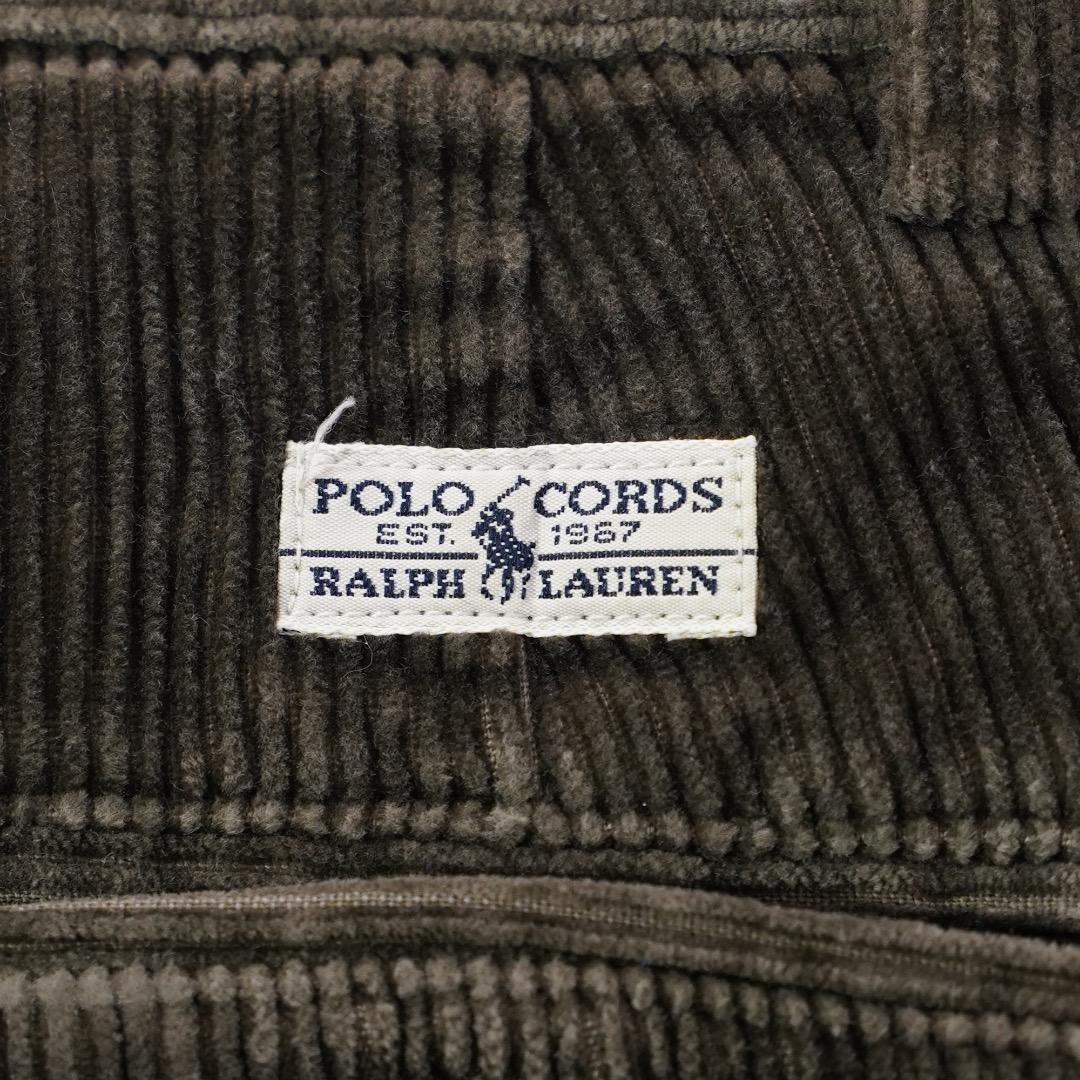 POLO CORDS
EST. 1967
RALPH LAUREN